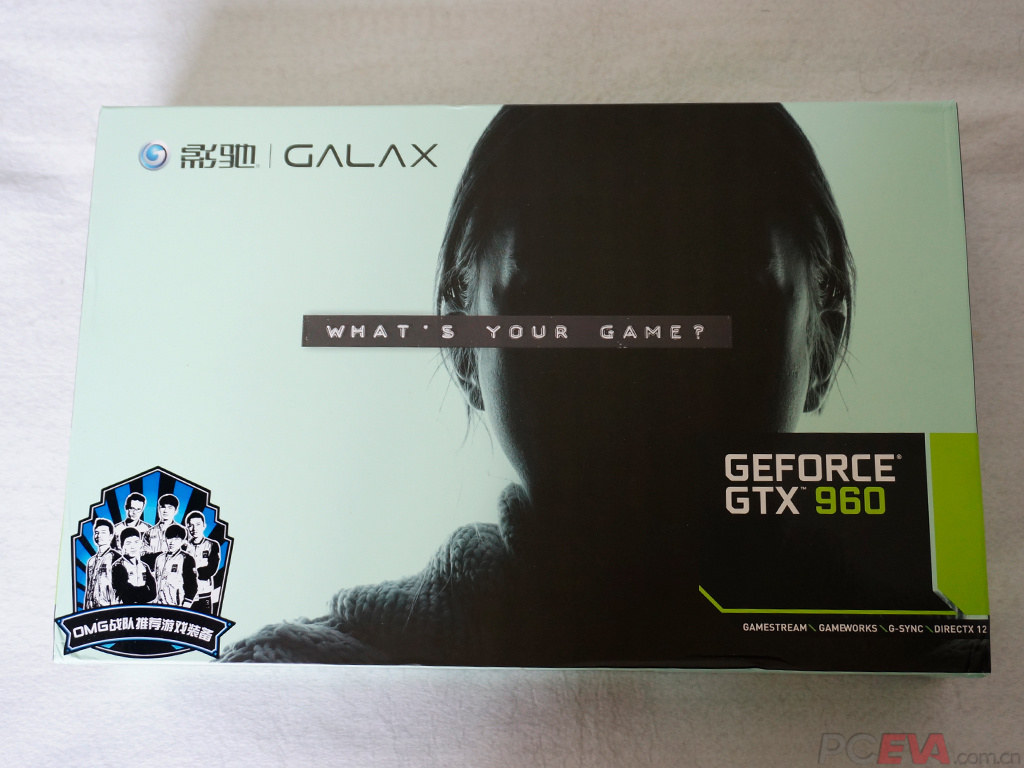 影驰 | GALAX
WHAT'S YOUR GAME?
GEFORCE®
GTX™ 960
GAMESTREAM \ GAMEWORKS \ G-SYNC \ DIRECTX 12
OMG战队推荐游戏装备
PCEVA.com.cn